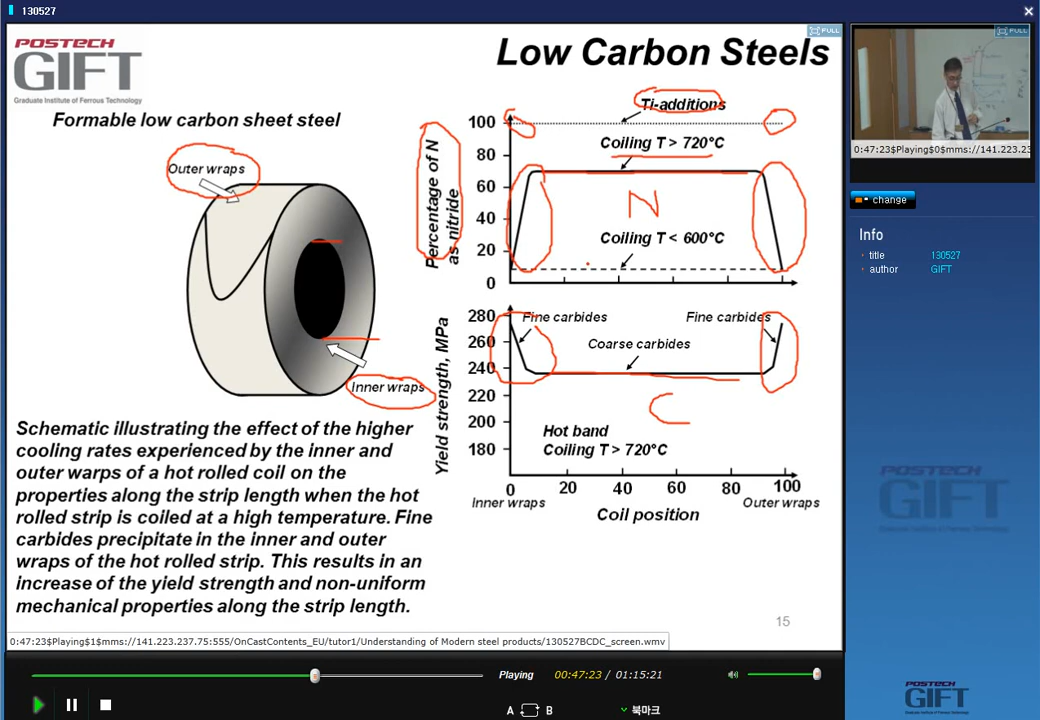 130527
POSTECH
GIFT
Graduate Institute of Ferrous Technology
Low Carbon Steels
FULL
Formable low carbon sheet steel
Outer wraps
Inner wraps
Schematic illustrating the effect of the higher
cooling rates experienced by the inner and
outer warps of a hot rolled coil on the
properties along the strip length when the hot
rolled strip is coiled at a high temperature. Fine
carbides precipitate in the inner and outer
wraps of the hot rolled strip. This results in an
increase of the yield strength and non-uniform
mechanical properties along the strip length.
Percentage of N
as nitride
100
80
60
40
20
0
Ti-additions
Coiling T > 720°C
N
Coiling T < 600°C
Yield strength, MPa
280
260
240
220
200
180
Fine carbides
Fine carbides
Coarse carbides
C
Hot band
Coiling T > 720°C
0 20 40 60 80 100
Inner wraps
Outer wraps
Coil position
15
0:47:23$Playing$1$mms://141.223.237.75:555/OnCastContents_EU/tutor1/Understanding of Modern steel products/130527BCDC_screen.wmv
FULL
0:47:23$Playing$0$mms://141.223.23
change
Info
title 130527
author GIFT
POSTECH
GIFT
Graduate Institute of Ferrous Technology
Playing
00:47:23 / 01:15:21
A B
북마크
POSTECH
GIFT